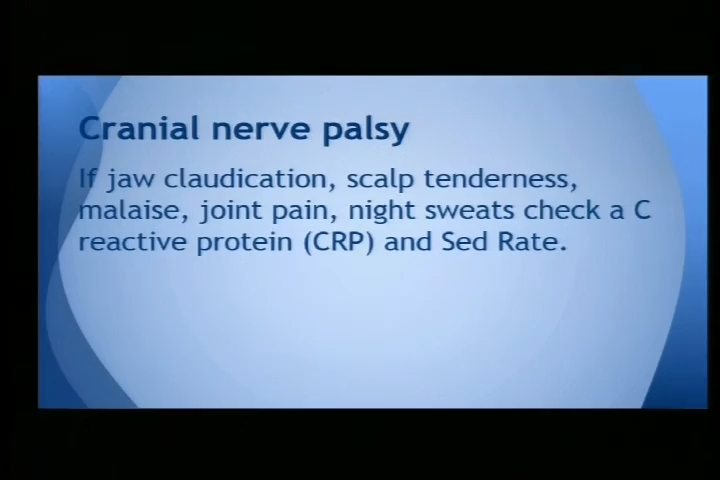 Cranial nerve palsy
If jaw claudication, scalp tenderness,
malaise, joint pain, night sweats check a C
reactive protein (CRP) and Sed Rate.